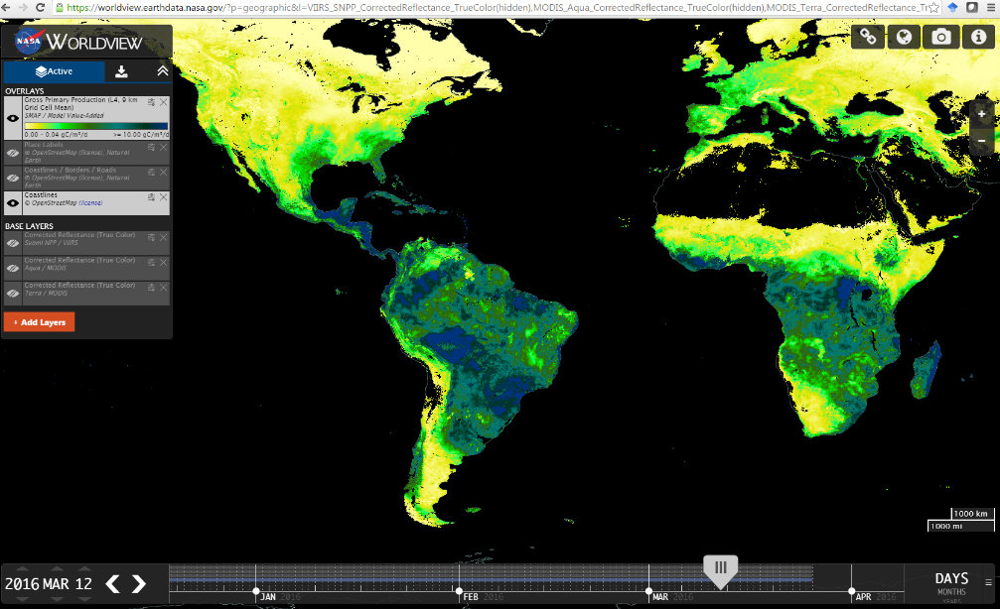 https://worldview.earthdata.nasa.gov/?p=geographic&l=VIIRS_SNPP_CorrectedReflectance_TrueColor(hidden),MODIS_Aqua_CorrectedReflectance_TrueColor(hidden),MODIS_Terra_CorrectedReflectance_Tr
NASA WORLDVIEW
Active
OVERLAYS
Gross Primary Production (L4, 9 km
Grid Cell Mean)
SMAP / Model Value-Added
0.00 – 0.04 gC/m²/d >= 10.00 gC/m²/d
Place Labels
© OpenStreetMap (license), Natural
Earth
Coastlines / Borders / Roads
© OpenStreetMap (license), Natural
Earth
Coastlines
© OpenStreetMap (license)
BASE LAYERS
Corrected Reflectance (True Color)
Suomi NPP / VIIRS
Corrected Reflectance (True Color)
Aqua / MODIS
Corrected Reflectance (True Color)
Terra / MODIS
+ Add Layers
1000 km
1000 mi
2016 MAR 12
JAN 2016
FEB 2016
MAR 2016
APR 2016
DAYS
MONTHS
YEARS